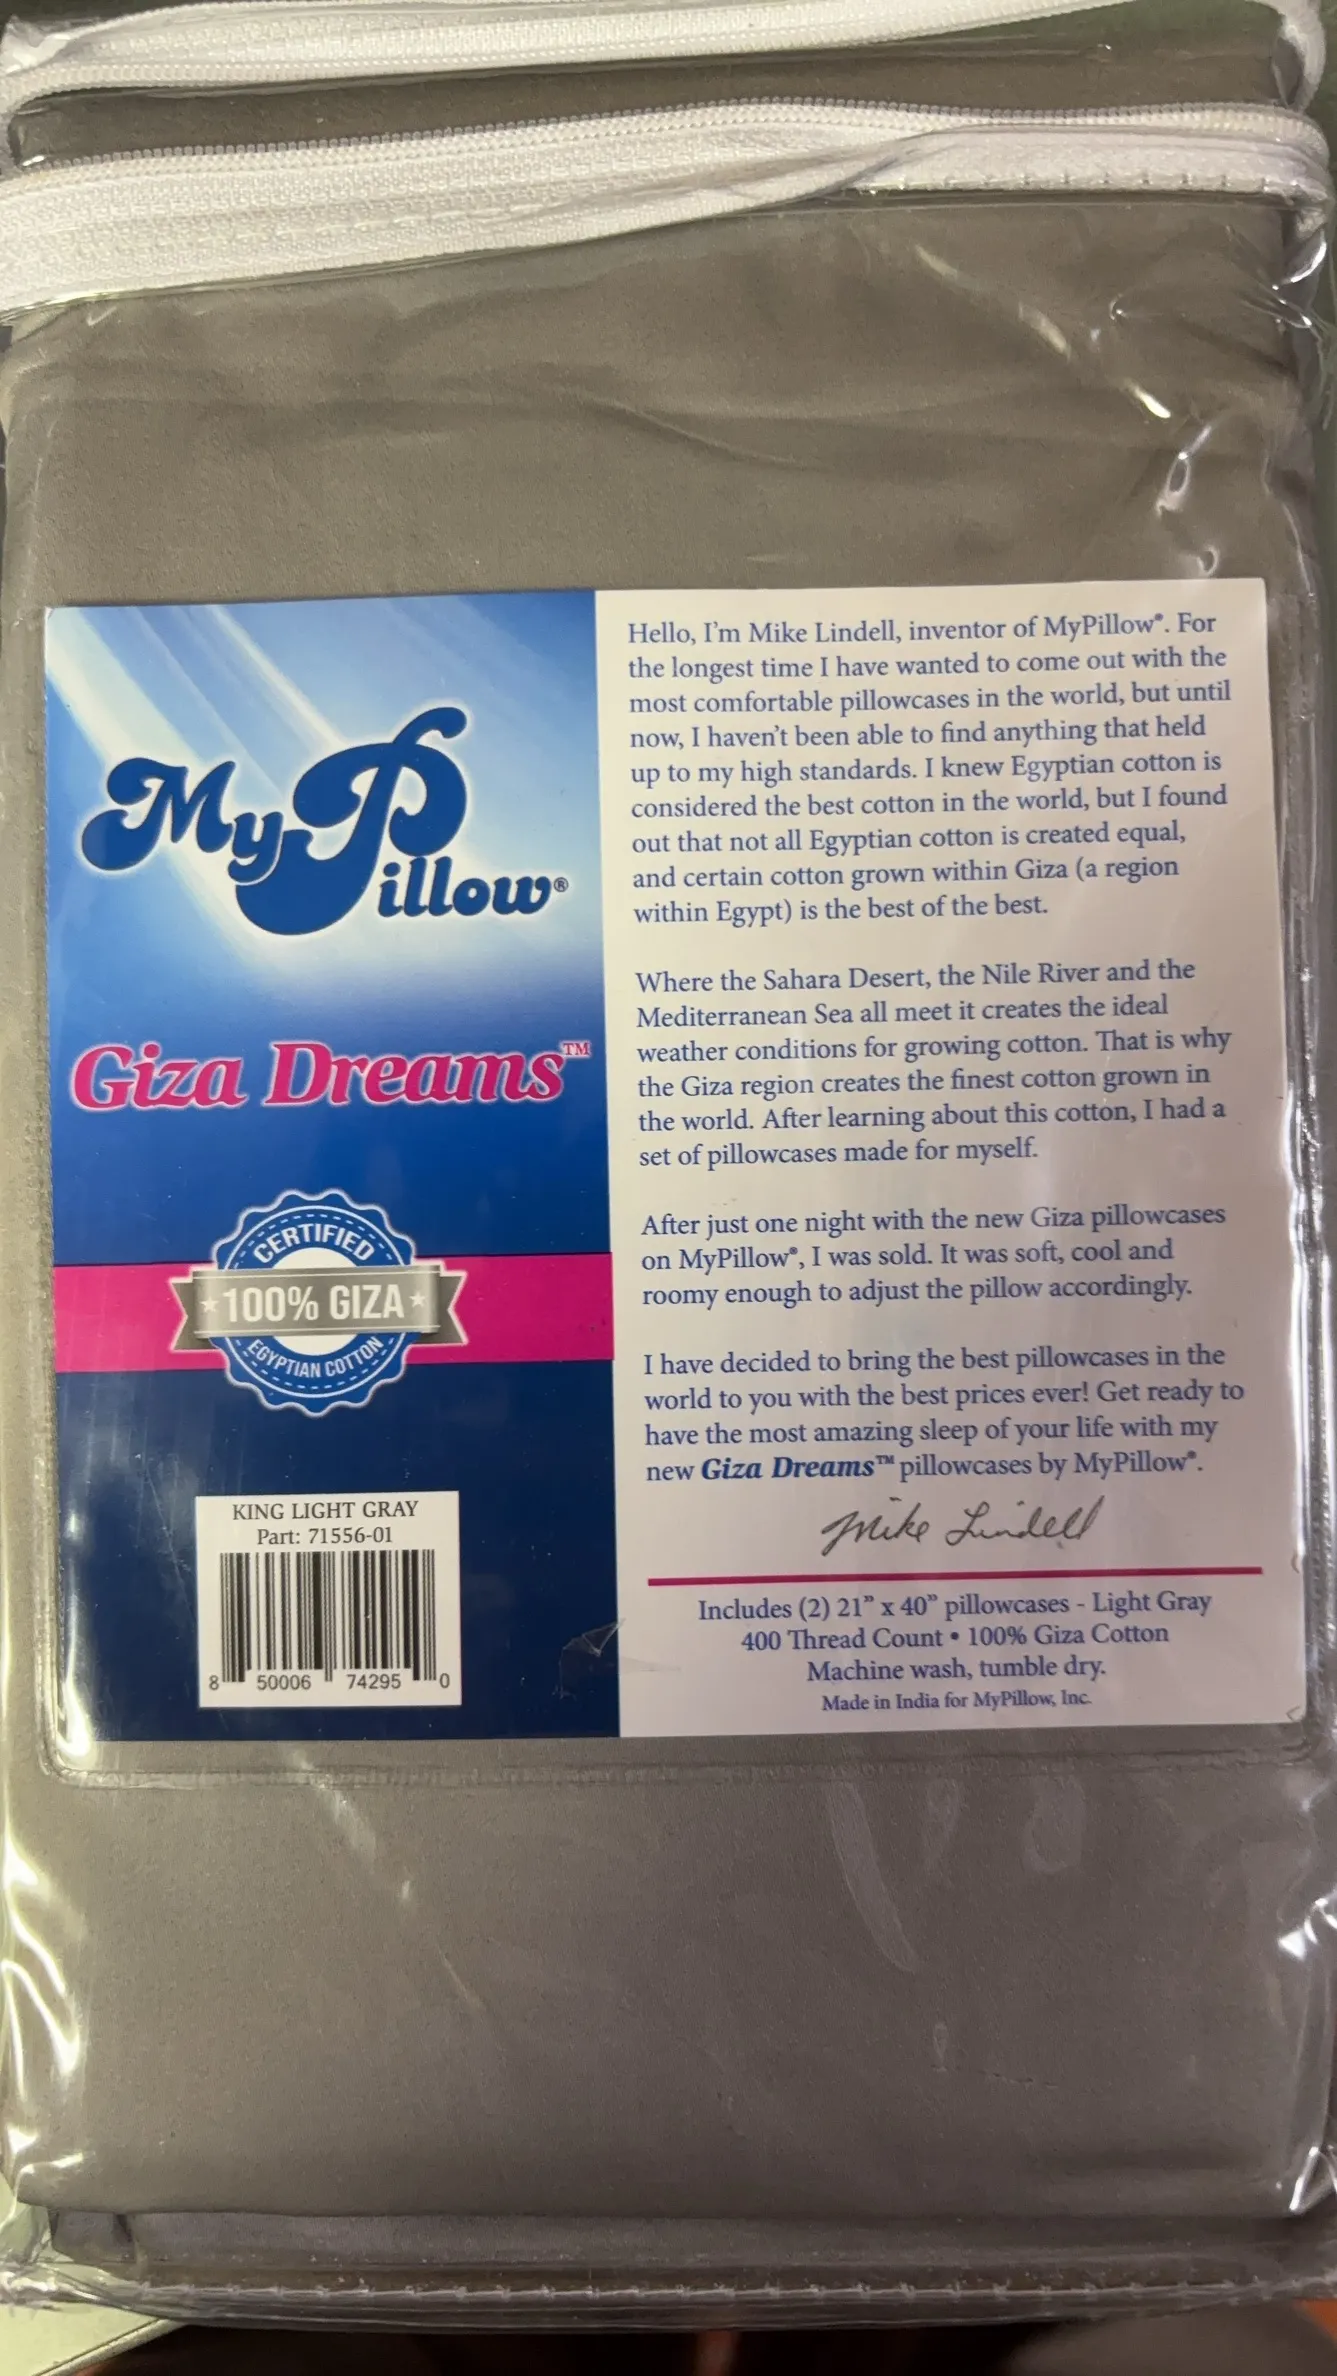 MyPillow®
Giza Dreams™
CERTIFIED
100% GIZA
EGYPTIAN COTTON
KING LIGHT GRAY
Part: 71556-01
8 50006 74295 0
Hello, I'm Mike Lindell, inventor of MyPillow®. For
the longest time I have wanted to come out with the
most comfortable pillowcases in the world, but until
now, I haven't been able to find anything that held
up to my high standards. I knew Egyptian cotton is
considered the best cotton in the world, but I found
out that not all Egyptian cotton is created equal,
and certain cotton grown within Giza (a region
within Egypt) is the best of the best.
Where the Sahara Desert, the Nile River and the
Mediterranean Sea all meet it creates the ideal
weather conditions for growing cotton. That is why
the Giza region creates the finest cotton grown in
the world. After learning about this cotton, I had a
set of pillowcases made for myself.
After just one night with the new Giza pillowcases
on MyPillow®, I was sold. It was soft, cool and
roomy enough to adjust the pillow accordingly.
I have decided to bring the best pillowcases in the
world to you with the best prices ever! Get ready to
have the most amazing sleep of your life with my
new Giza Dreams™ pillowcases by MyPillow®.
Mike Lindell
Includes (2) 21” x 40” pillowcases - Light Gray
400 Thread Count • 100% Giza Cotton
Machine wash, tumble dry.
Made in India for MyPillow, Inc.